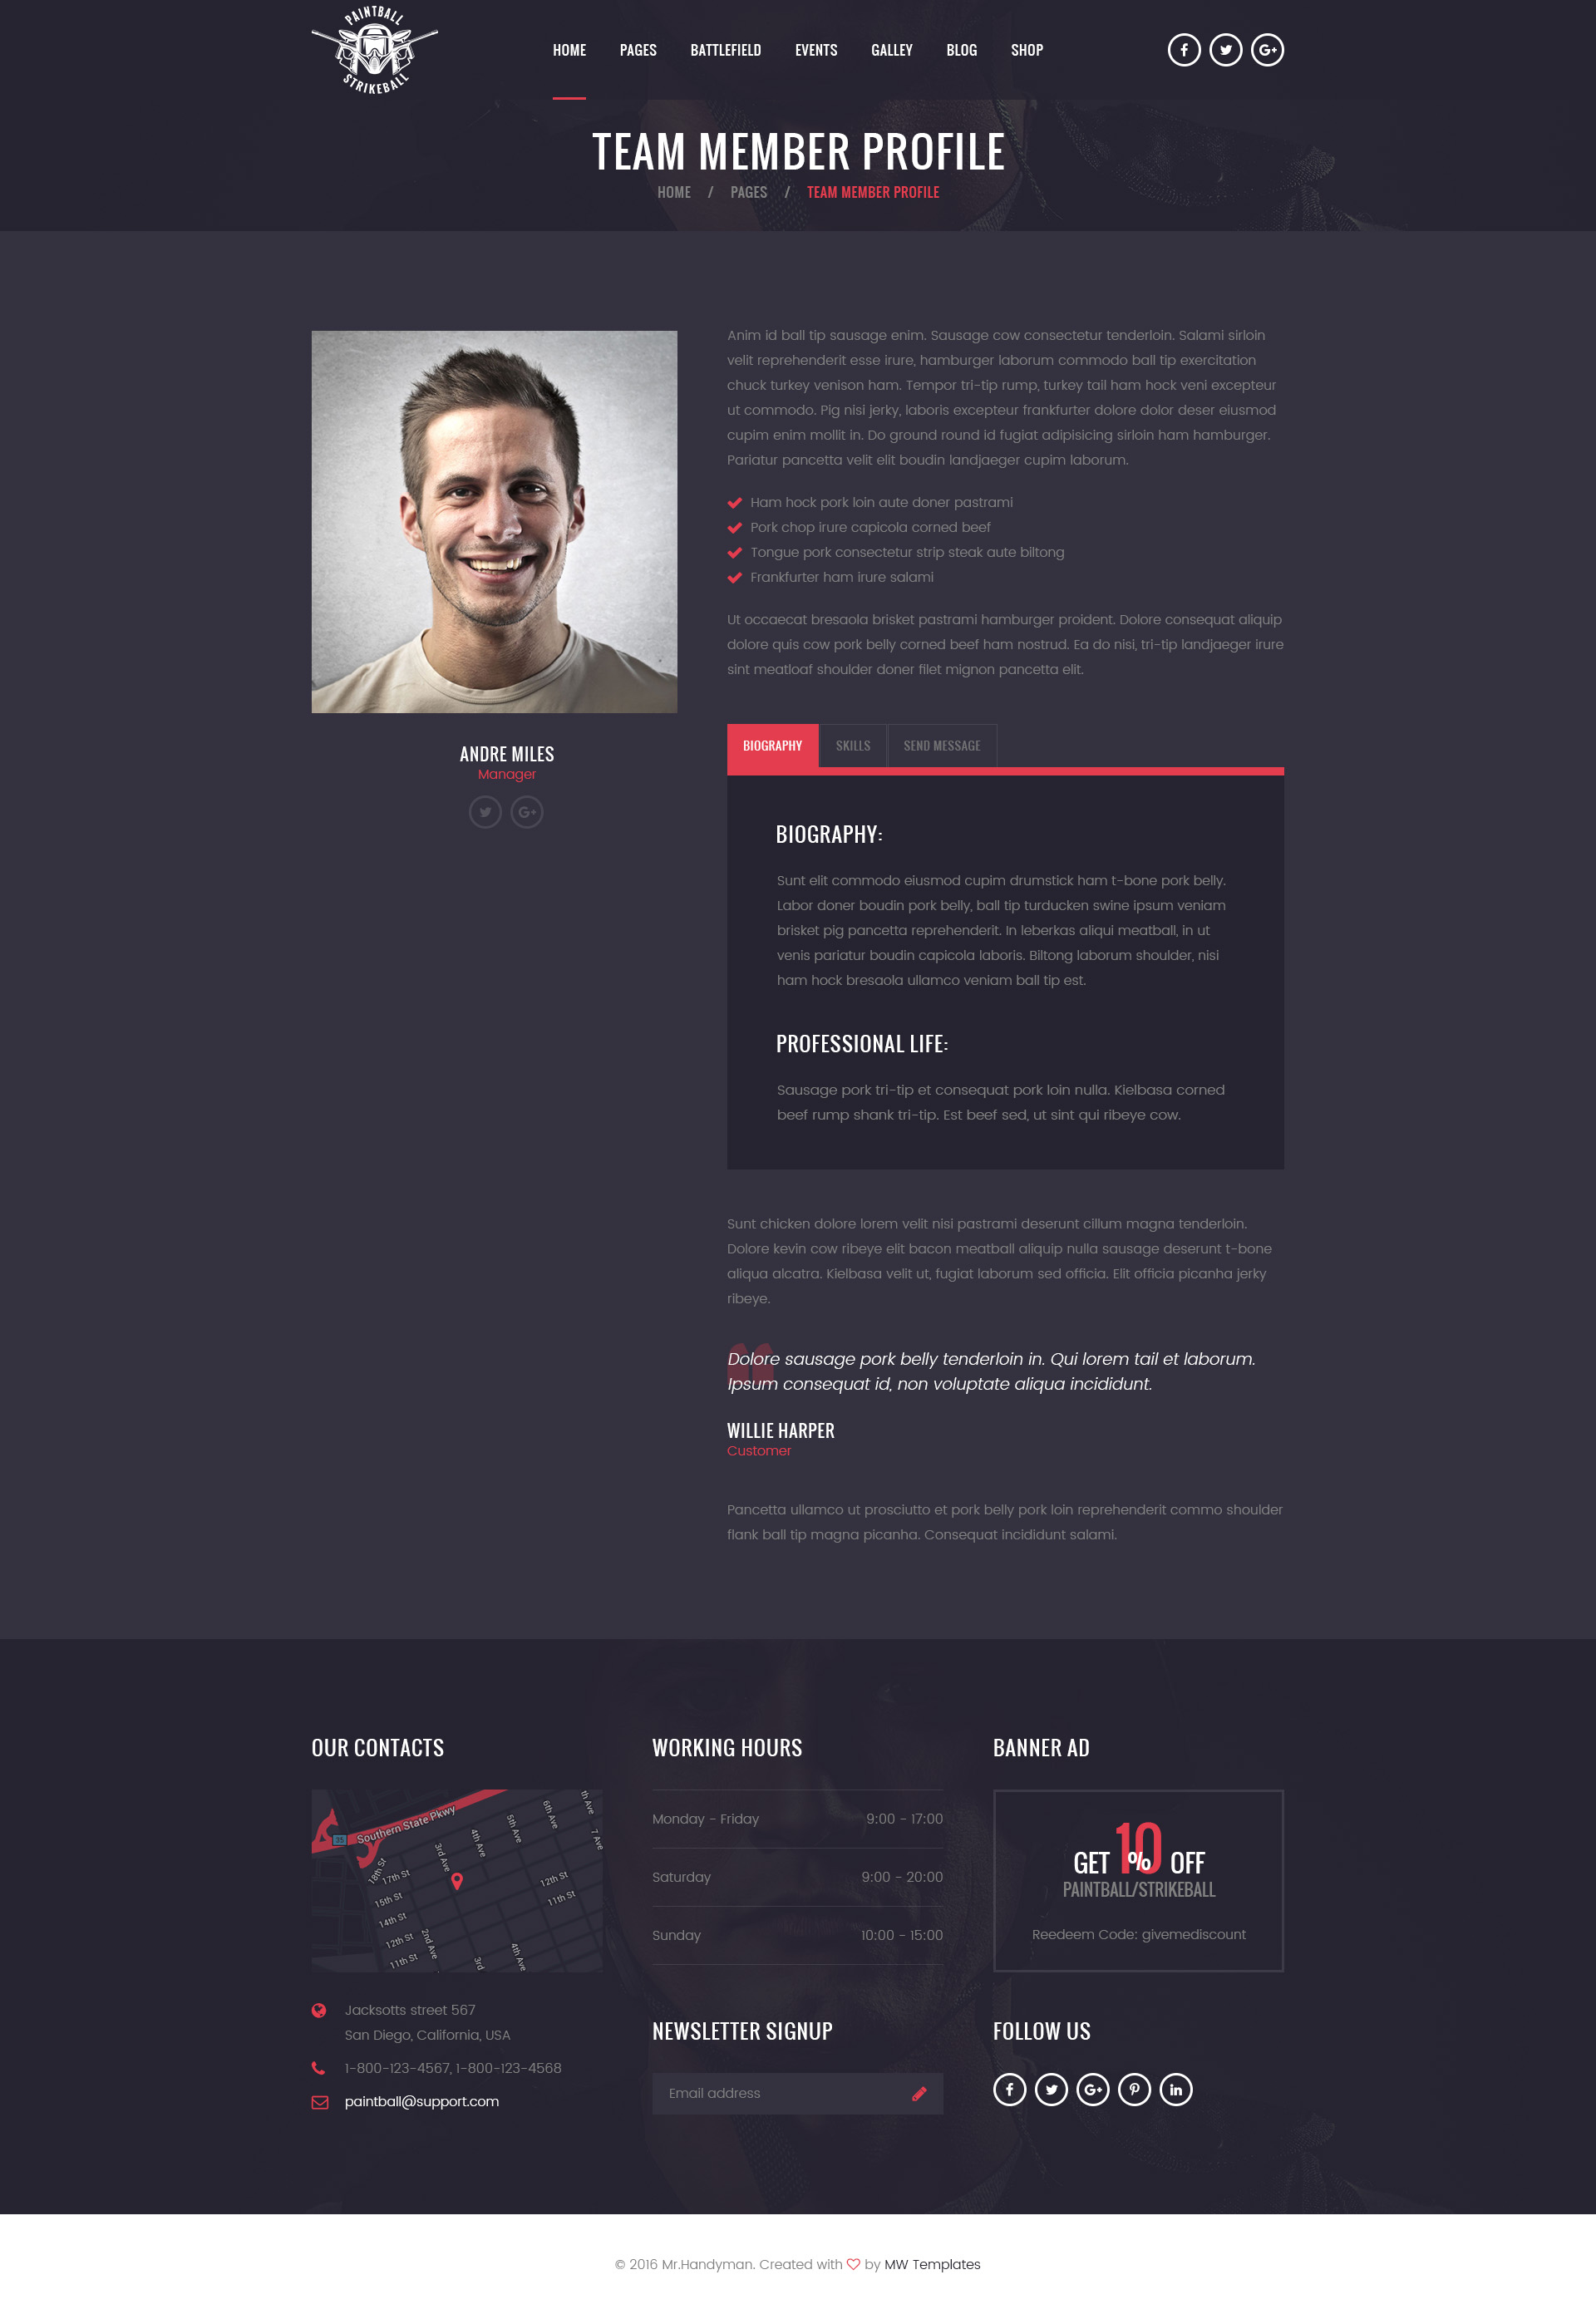 PAINTBALL
STRIKEBALL
HOME PAGES BATTLEFIELD EVENTS GALLEY BLOG SHOP
TEAM MEMBER PROFILE
HOME / PAGES / TEAM MEMBER PROFILE
ANDRE MILES
Manager
Anim id ball tip sausage enim. Sausage cow consectetur tenderloin. Salami sirloin
velit reprehenderit esse irure, hamburger laborum commodo ball tip exercitation
chuck turkey venison ham. Tempor tri-tip rump, turkey tail ham hock veni excepteur
ut commodo. Pig nisi jerky, laboris excepteur frankfurter dolore dolor deser eiusmod
cupim enim mollit in. Do ground round id fugiat adipisicing sirloin ham hamburger.
Pariatur pancetta velit elit boudin landjaeger cupim laborum.
Ham hock pork loin aute doner pastrami
Pork chop irure capicola corned beef
Tongue pork consectetur strip steak aute biltong
Frankfurter ham irure salami
Ut occaecat bresaola brisket pastrami hamburger proident. Dolore consequat aliquip
dolore quis cow pork belly corned beef ham nostrud. Ea do nisi, tri-tip landjaeger irure
sint meatloaf shoulder doner filet mignon pancetta elit.
BIOGRAPHY SKILLS SEND MESSAGE
BIOGRAPHY:
Sunt elit commodo eiusmod cupim drumstick ham t-bone pork belly.
Labor doner boudin pork belly, ball tip turducken swine ipsum veniam
brisket pig pancetta reprehenderit. In leberkas aliqui meatball, in ut
venis pariatur boudin capicola laboris. Biltong laborum shoulder, nisi
ham hock bresaola ullamco veniam ball tip est.
PROFESSIONAL LIFE:
Sausage pork tri-tip et consequat pork loin nulla. Kielbasa corned
beef rump shank tri-tip. Est beef sed, ut sint qui ribeye cow.
Sunt chicken dolore lorem velit nisi pastrami deserunt cillum magna tenderloin.
Dolore kevin cow ribeye elit bacon meatball aliquip nulla sausage deserunt t-bone
aliqua alcatra. Kielbasa velit ut, fugiat laborum sed officia. Elit officia picanha jerky
ribeye.
Dolore sausage pork belly tenderloin in. Qui lorem tail et laborum.
Ipsum consequat id, non voluptate aliqua incididunt.
WILLIE HARPER
Customer
Pancetta ullamco ut prosciutto et pork belly pork loin reprehenderit commo shoulder
flank ball tip magna picanha. Consequat incididunt salami.
OUR CONTACTS
Southern State Pkwy
35
th Ave
7 Ave
6th Ave
5th Ave
4th Ave
3rd Ave
18th St
17th St
15th St
14th St
12th St
11th St
12th St
11th St
2nd Ave
3rd
4th Ave
Jacksotts street 567
San Diego, California, USA
1-800-123-4567, 1-800-123-4568
paintball@support.com
WORKING HOURS
Monday - Friday 9:00 - 17:00
Saturday 9:00 - 20:00
Sunday 10:00 - 15:00
NEWSLETTER SIGNUP
Email address
BANNER AD
GET 10% OFF
PAINTBALL/STRIKEBALL
Reedeem Code: givemediscount
FOLLOW US
© 2016 Mr.Handyman. Created with by MW Templates